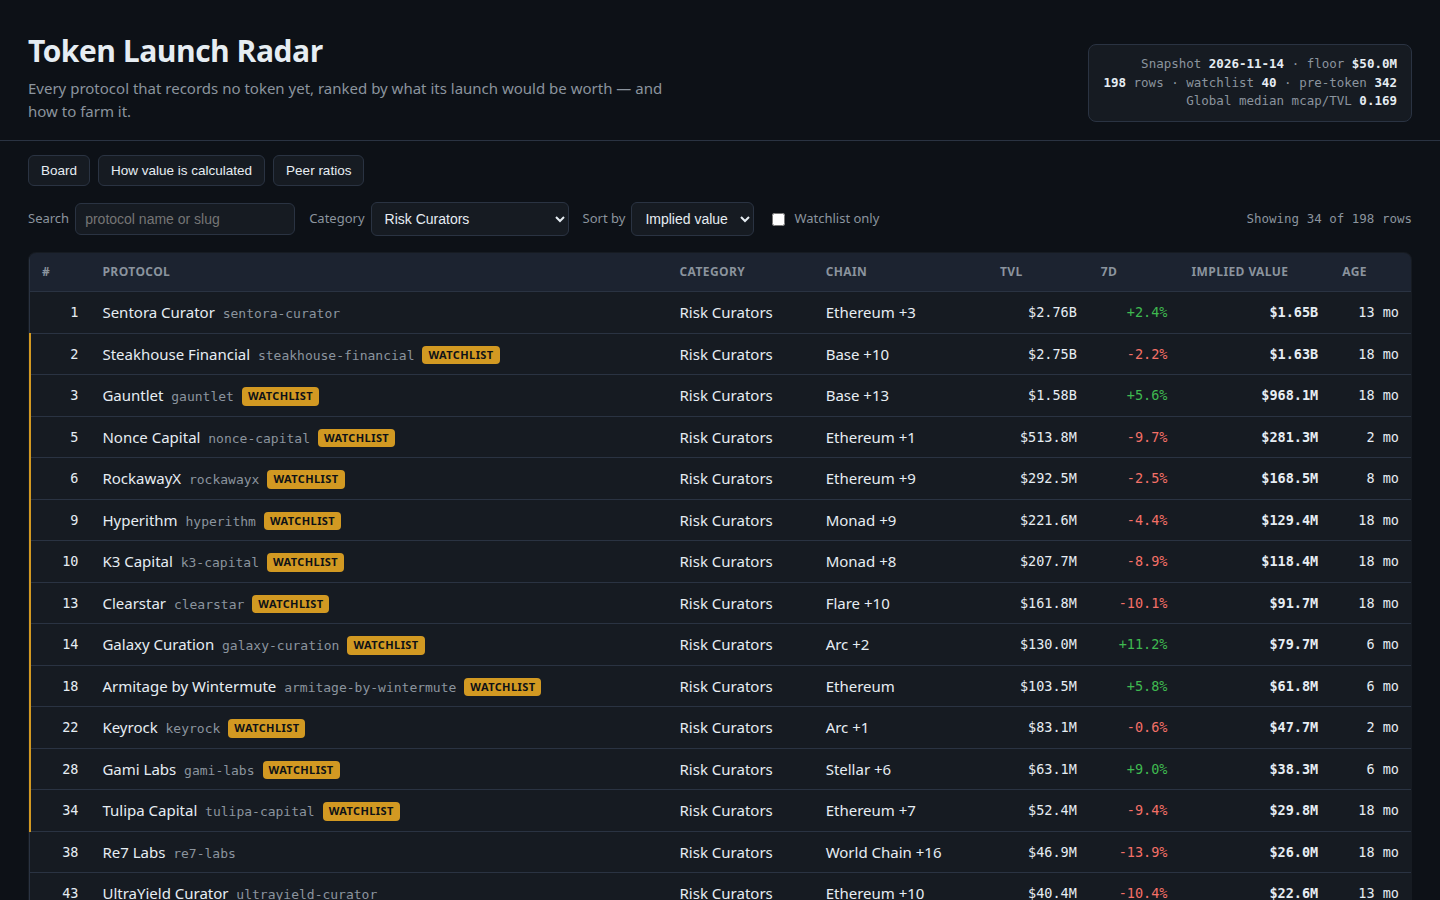 Token Launch Radar
Every protocol that records no token yet, ranked by what its launch would be worth — and
how to farm it.
Snapshot 2026-11-14 · floor $50.0M
198 rows · watchlist 40 · pre-token 342
Global median mcap/TVL 0.169
Board How value is calculated Peer ratios
Search protocol name or slug Category Risk Curators Sort by Implied value Watchlist only Showing 34 of 198 rows
# PROTOCOL CATEGORY CHAIN TVL 7D IMPLIED VALUE AGE
1 Sentora Curator sentora-curator Risk Curators Ethereum +3 $2.76B +2.4% $1.65B 13 mo
2 Steakhouse Financial steakhouse-financial WATCHLIST Risk Curators Base +10 $2.75B -2.2% $1.63B 18 mo
3 Gauntlet gauntlet WATCHLIST Risk Curators Base +13 $1.58B +5.6% $968.1M 18 mo
5 Nonce Capital nonce-capital WATCHLIST Risk Curators Ethereum +1 $513.8M -9.7% $281.3M 2 mo
6 RockawayX rockawayx WATCHLIST Risk Curators Ethereum +9 $292.5M -2.5% $168.5M 8 mo
9 Hyperithm hyperithm WATCHLIST Risk Curators Monad +9 $221.6M -4.4% $129.4M 18 mo
10 K3 Capital k3-capital WATCHLIST Risk Curators Monad +8 $207.7M -8.9% $118.4M 18 mo
13 Clearstar clearstar WATCHLIST Risk Curators Flare +10 $161.8M -10.1% $91.7M 18 mo
14 Galaxy Curation galaxy-curation WATCHLIST Risk Curators Arc +2 $130.0M +11.2% $79.7M 6 mo
18 Armitage by Wintermute armitage-by-wintermute WATCHLIST Risk Curators Ethereum $103.5M +5.8% $61.8M 6 mo
22 Keyrock keyrock WATCHLIST Risk Curators Arc +1 $83.1M -0.6% $47.7M 2 mo
28 Gami Labs gami-labs WATCHLIST Risk Curators Stellar +6 $63.1M +9.0% $38.3M 6 mo
34 Tulipa Capital tulipa-capital WATCHLIST Risk Curators Ethereum +7 $52.4M -9.4% $29.8M 18 mo
38 Re7 Labs re7-labs Risk Curators World Chain +16 $46.9M -13.9% $26.0M 18 mo
43 UltraYield Curator ultrayield-curator Risk Curators Ethereum +10 $40.4M -10.4% $22.6M 13 mo